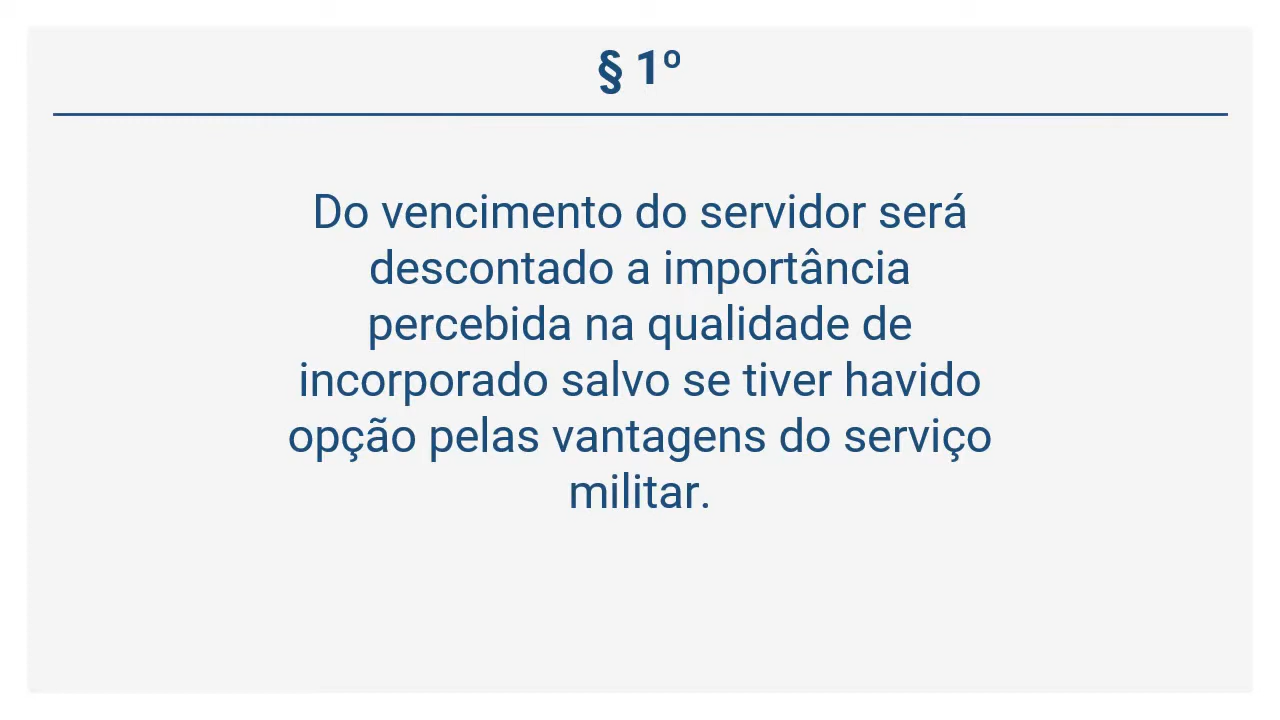 § 1º
Do vencimento do servidor será
descontado a importância
percebida na qualidade de
incorporado salvo se tiver havido
opção pelas vantagens do serviço
militar.